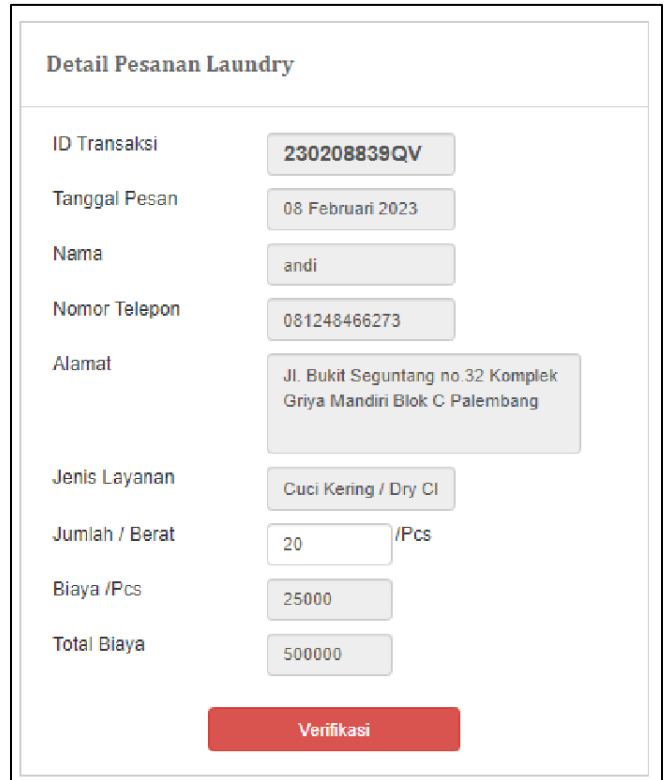 Detail Pesanan Laundry
ID Transaksi
230208839QV
Tanggal Pesan
08 Februari 2023
Nama
andi
Nomor Telepon
081248466273
Alamat
Jl. Bukit Seguntang no.32 Komplek
Griya Mandiri Blok C Palembang
Jenis Layanan
Cuci Kering / Dry Cl
Jumlah / Berat
20 /Pcs
Biaya /Pcs
25000
Total Biaya
500000
Verifikasi